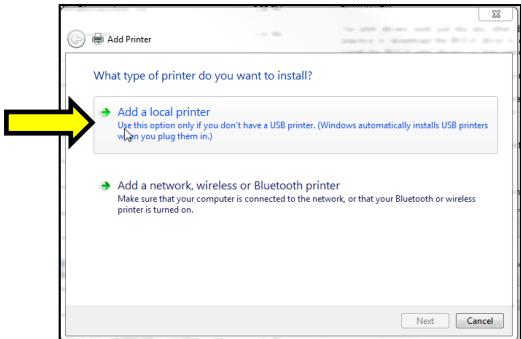 Add Printer
What type of printer do you want to install?
Add a local printer
Use this option only if you don't have a USB printer. (Windows automatically installs USB printers
when you plug them in.)
Add a network, wireless or Bluetooth printer
Make sure that your computer is connected to the network, or that your Bluetooth or wireless
printer is turned on.
Next
Cancel